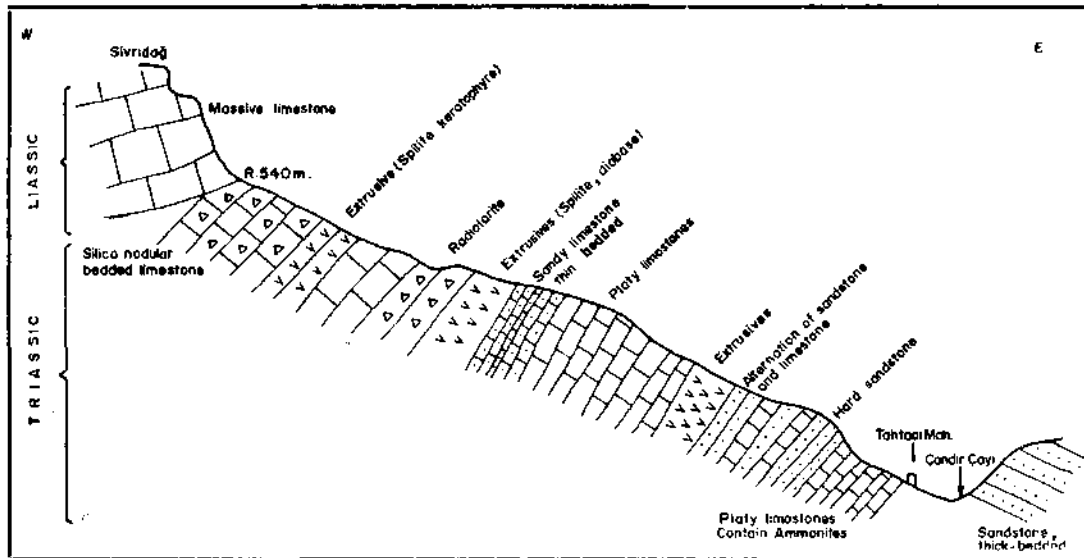 W
E
Sivridağ
Massive limestone
R.540m.
LIASSIC
TRIASSIC
Silica nodular
bedded limestone
Extrusive (Spilite keratophyre)
Radiolarite
Extrusives (Spilite, diabase)
Sandy limestone
thin bedded
Platy limestones
Extrusives
Alternation of sandstone
and limestone
Hard sandstone
Tahtacı Mah.
Çandır Çayı
Platy limestones
Contain Ammonites
Sandstone,
thick-bedded